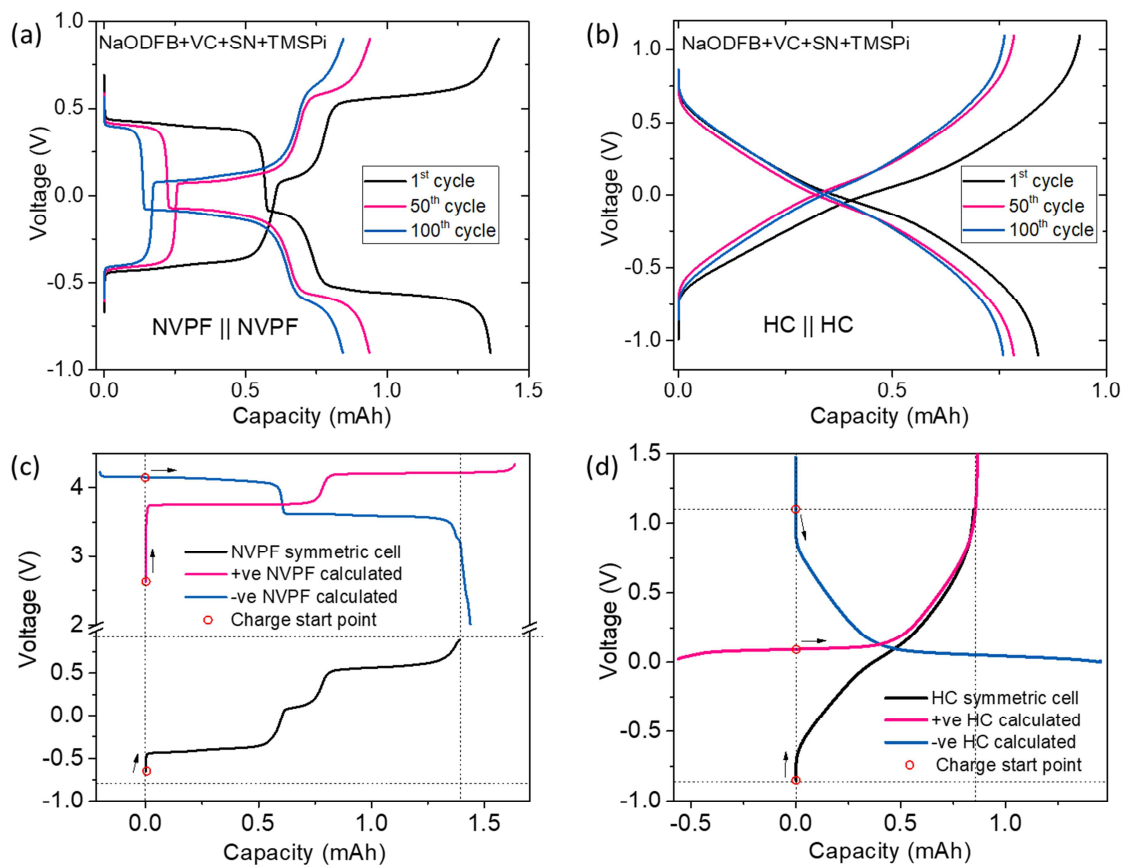 (a)
NaODFB+VC+SN+TMSPi
1.0
0.5
0.0
-0.5
-1.0
Voltage (V)
1st cycle
50th cycle
100th cycle
NVPF || NVPF
0.0 0.5 1.0 1.5
Capacity (mAh)
(b)
NaODFB+VC+SN+TMSPi
1.0
0.5
0.0
-0.5
-1.0
Voltage (V)
1st cycle
50th cycle
100th cycle
HC || HC
0.0 0.5 1.0
Capacity (mAh)
(c)
4
3
2
0.5
0.0
-0.5
-1.0
Voltage (V)
NVPF symmetric cell
+ve NVPF calculated
-ve NVPF calculated
Charge start point
0.0 0.5 1.0 1.5
Capacity (mAh)
(d)
1.5
1.0
0.5
0.0
-0.5
-1.0
Voltage (V)
HC symmetric cell
+ve HC calculated
-ve HC calculated
Charge start point
-0.5 0.0 0.5 1.0
Capacity (mAh)